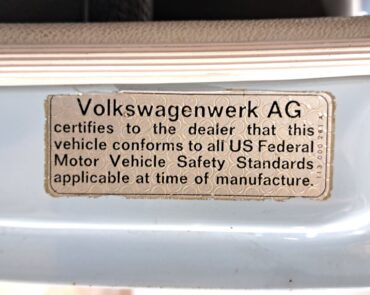 Volkswagenwerk AG
certifies to the dealer that this
vehicle conforms to all US Federal
Motor Vehicle Safety Standards
applicable at time of manufacture.